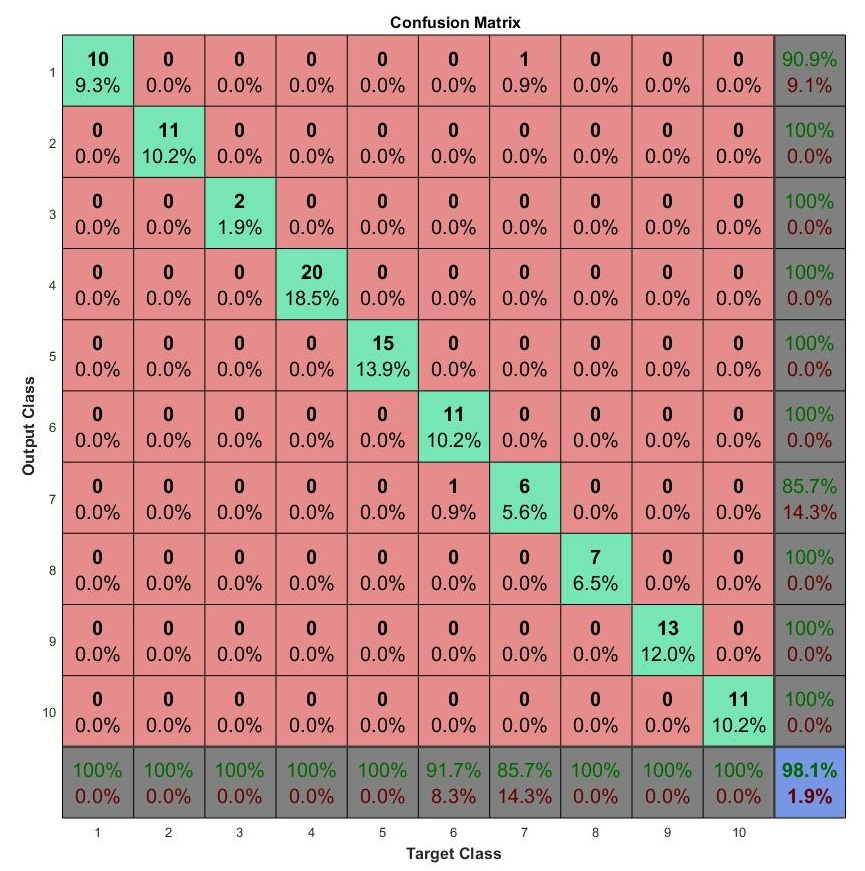 Confusion Matrix
1 10 0 0 0 0 0 1 0 0 0 90.9%
9.3% 0.0% 0.0% 0.0% 0.0% 0.0% 0.9% 0.0% 0.0% 0.0% 9.1%
2 0 11 0 0 0 0 0 0 0 0 100%
0.0% 10.2% 0.0% 0.0% 0.0% 0.0% 0.0% 0.0% 0.0% 0.0% 0.0%
3 0 0 2 0 0 0 0 0 0 0 100%
0.0% 0.0% 1.9% 0.0% 0.0% 0.0% 0.0% 0.0% 0.0% 0.0% 0.0%
4 0 0 0 20 0 0 0 0 0 0 100%
0.0% 0.0% 0.0% 18.5% 0.0% 0.0% 0.0% 0.0% 0.0% 0.0% 0.0%
5 0 0 0 0 15 0 0 0 0 0 100%
0.0% 0.0% 0.0% 0.0% 13.9% 0.0% 0.0% 0.0% 0.0% 0.0% 0.0%
6 0 0 0 0 0 11 0 0 0 0 100%
0.0% 0.0% 0.0% 0.0% 0.0% 10.2% 0.0% 0.0% 0.0% 0.0% 0.0%
7 0 0 0 0 0 1 6 0 0 0 85.7%
0.0% 0.0% 0.0% 0.0% 0.0% 0.9% 5.6% 0.0% 0.0% 0.0% 14.3%
8 0 0 0 0 0 0 0 7 0 0 100%
0.0% 0.0% 0.0% 0.0% 0.0% 0.0% 0.0% 6.5% 0.0% 0.0% 0.0%
9 0 0 0 0 0 0 0 0 13 0 100%
0.0% 0.0% 0.0% 0.0% 0.0% 0.0% 0.0% 0.0% 12.0% 0.0% 0.0%
10 0 0 0 0 0 0 0 0 0 11 100%
0.0% 0.0% 0.0% 0.0% 0.0% 0.0% 0.0% 0.0% 0.0% 10.2% 0.0%
100% 100% 100% 100% 100% 91.7% 85.7% 100% 100% 100% 98.1%
0.0% 0.0% 0.0% 0.0% 0.0% 8.3% 14.3% 0.0% 0.0% 0.0% 1.9%
1 2 3 4 5 6 7 8 9 10
Target Class
Output Class